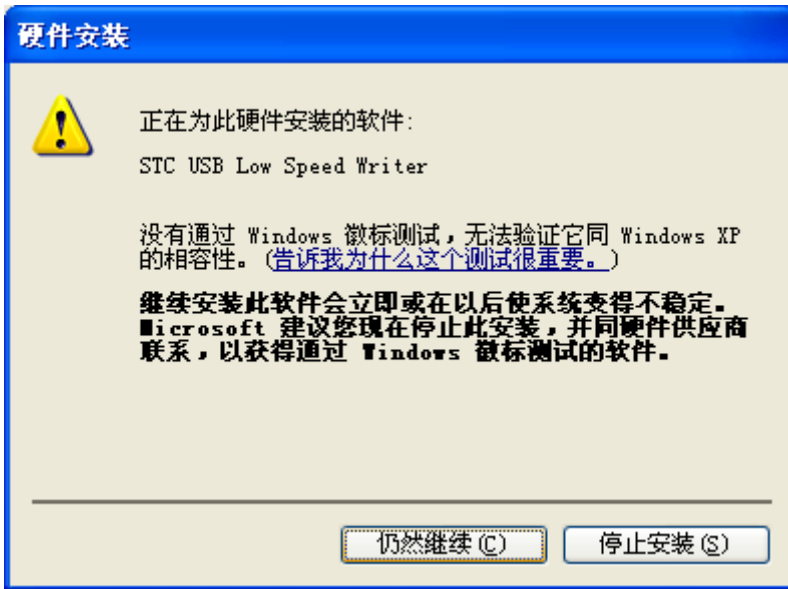 硬件安装
正在为此硬件安装的软件:
STC USB Low Speed Writer
没有通过 Windows 徽标测试，无法验证它同 Windows XP
的相容性。(告诉我为什么这个测试很重要。)
继续安装此软件会立即或在以后使系统变得不稳定。
Microsoft 建议您现在停止此安装，并同硬件供应商
联系，以获得通过 Windows 徽标测试的软件。
仍然继续(C)
停止安装(S)